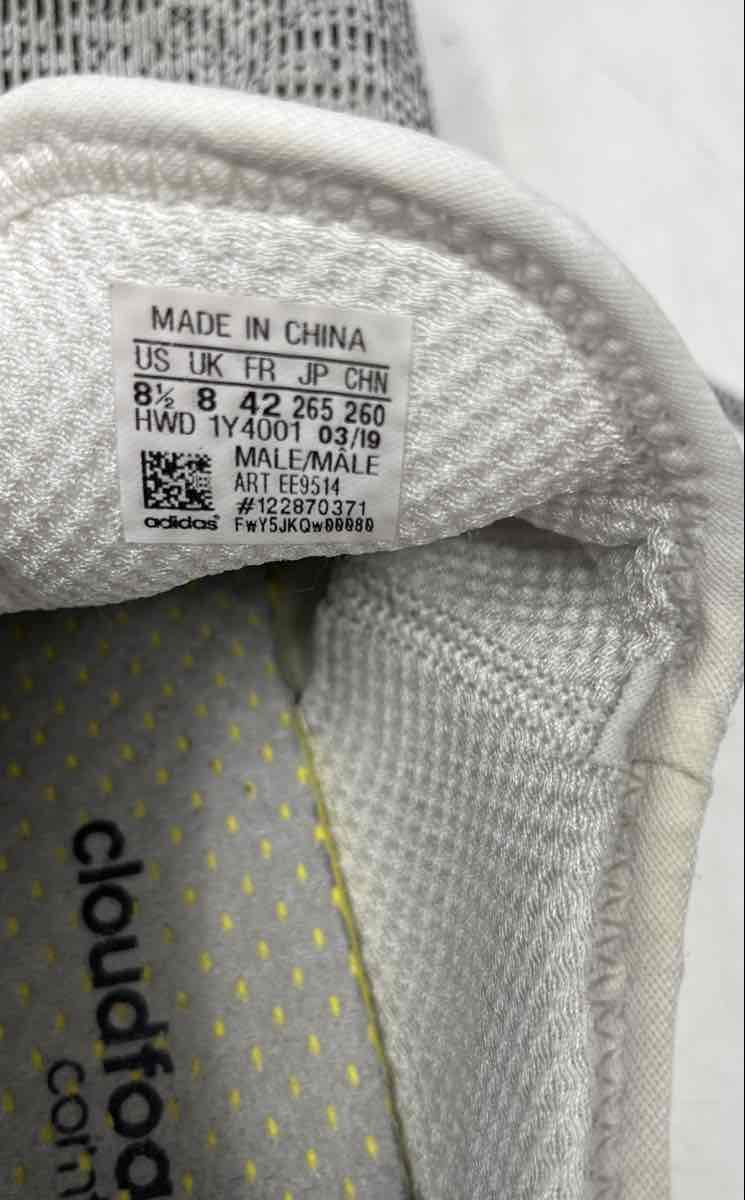 MADE IN CHINA
US UK FR JP CHN
8½ 8 42 265 260
HWD 1Y4001 03/19
MALE/MÂLE
ART EE9514
#122870371
adidas® FwY5JKQw00080
cloudfoa
com